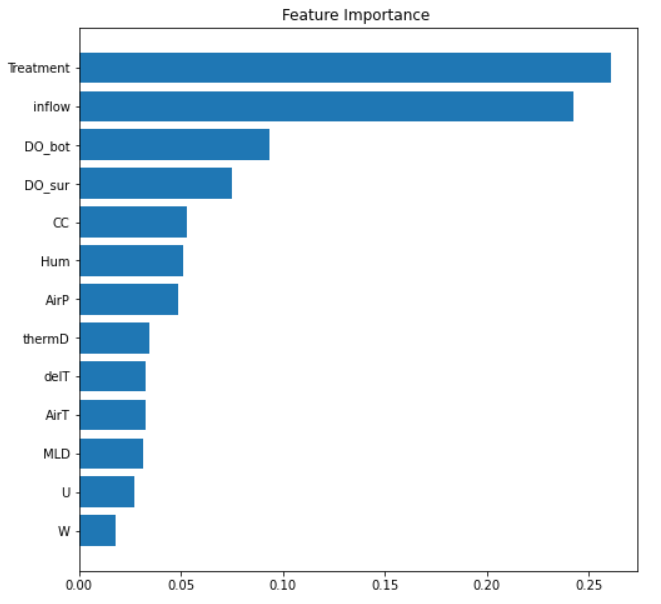 Feature Importance
Treatment
inflow
DO_bot
DO_sur
CC
Hum
AirP
thermD
delT
AirT
MLD
U
W
0.00 0.05 0.10 0.15 0.20 0.25